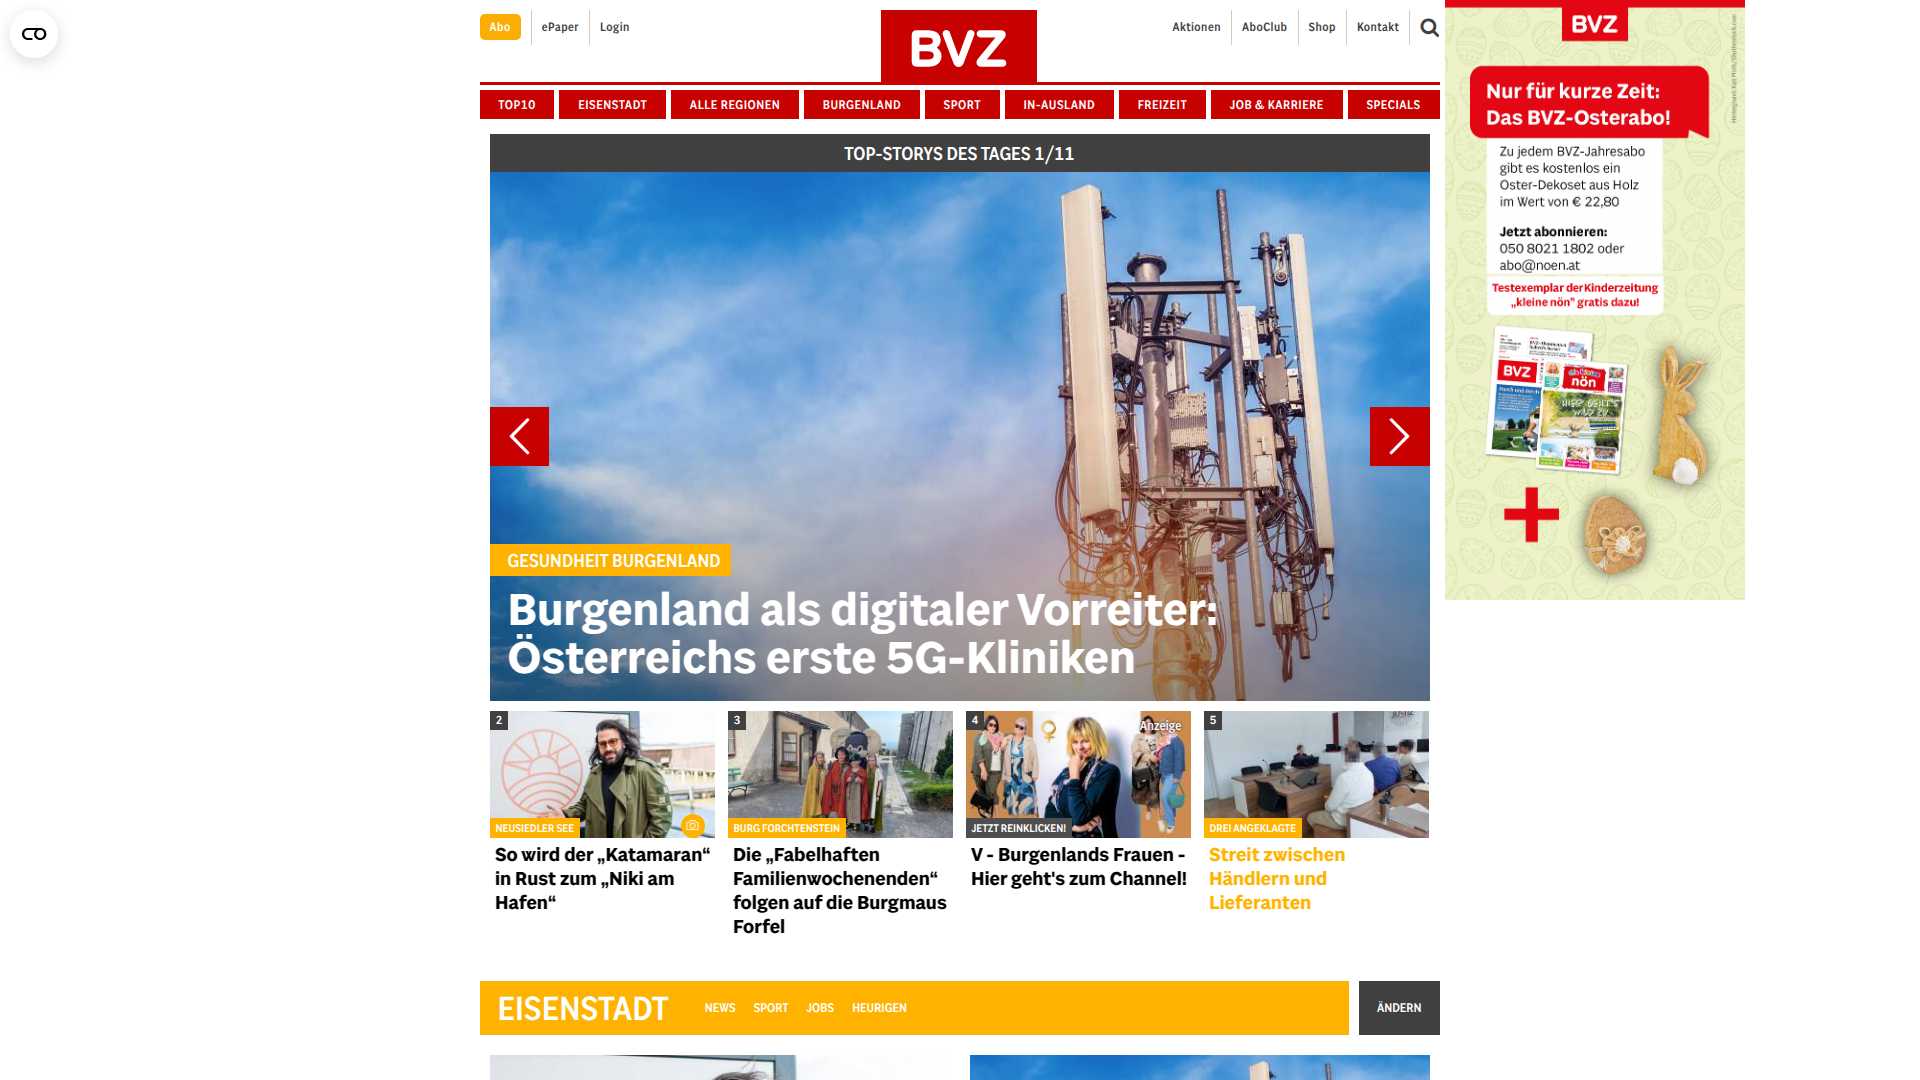 Abo
ePaper
Login
BVZ
Aktionen
AboClub
Shop
Kontakt
TOP10
EISENSTADT
ALLE REGIONEN
BURGENLAND
SPORT
IN-AUSLAND
FREIZEIT
JOB & KARRIERE
SPECIALS
TOP-STORYS DES TAGES 1/11
GESUNDHEIT BURGENLAND
Burgenland als digitaler Vorreiter:
Österreichs erste 5G-Kliniken
2
NEUSIEDLER SEE
So wird der „Katamaran“
in Rust zum „Niki am
Hafen“
3
BURG FORCHTENSTEIN
Die „Fabelhaften
Familienwochenenden“
folgen auf die Burgmaus
Forfel
4
Anzeige
JETZT REINKLICKEN!
V - Burgenlands Frauen -
Hier geht's zum Channel!
5
DREI ANGEKLAGTE
Streit zwischen
Händlern und
Lieferanten
EISENSTADT
NEWS
SPORT
JOBS
HEURIGEN
ÄNDERN
BVZ
Nur für kurze Zeit:
Das BVZ-Osterabo!
Zu jedem BVZ-Jahresabo
gibt es kostenlos ein
Oster-Dekoset aus Holz
im Wert von € 22,80
Jetzt abonnieren:
050 8021 1802 oder
abo@noen.at
Testexemplar der Kinderzeitung
„kleine nön“ gratis dazu!
BVZ
nön